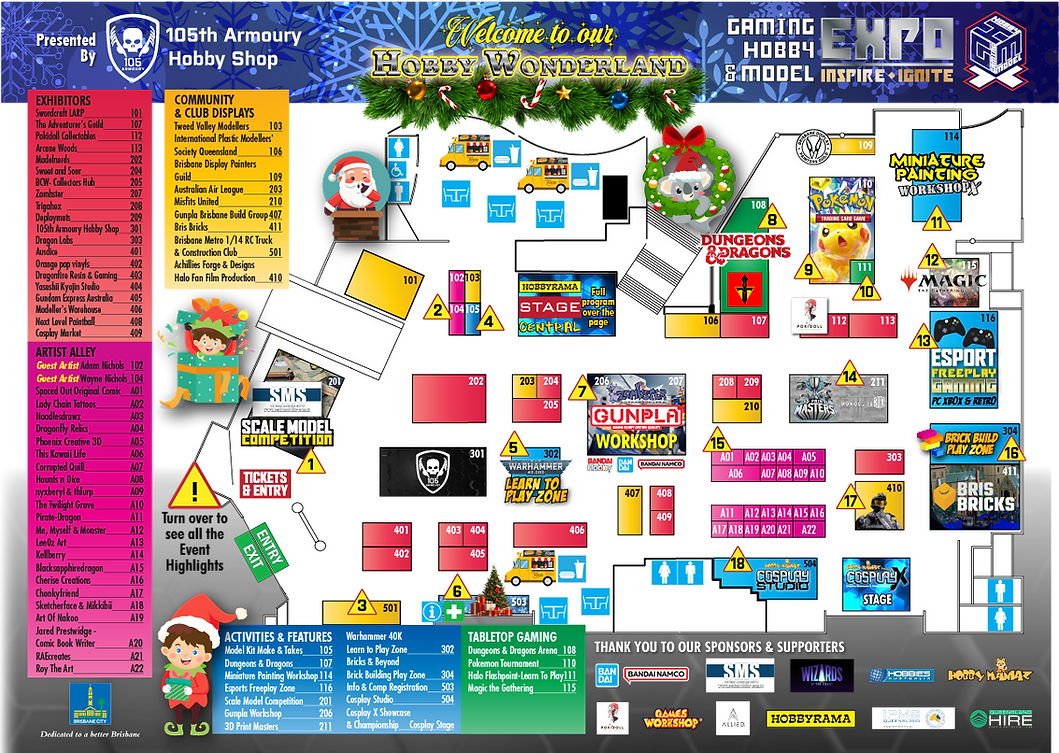 Presented By
105th Armoury
Hobby Shop
105
ARMOURY
Welcome to our
HOBBY WONDERLAND
GAMING
HOBBY
& MODEL
EXPO
INSPIRE • IGNITE
EXHIBITORS
Swordcraft LARP 101
The Adventurer's Guild 107
Pokidoll Collectables 112
Arcane Woods 113
Modelnerds 202
Sweet and Sour 204
BCW- Collectors Hub 205
Zombster 207
Trigahex 208
Deploymets 209
105th Armoury Hobby Shop 301
Dragon Labs 303
Ausdice 401
Orange pop vinyls 402
Dragonfire Resin & Gaming 403
Yasashii Kyojin Studio 404
Gundam Express Australia 405
Modeller's Warehouse 406
Next Level Paintball 408
Cosplay Market 409
ARTIST ALLEY
Guest Artist Adam Nichols 102
Guest Artist Wayne Nichols 104
Spaced Out Original Comic A01
Lady Chain Tattoos A02
Noodlesdrawz A03
Dragonfly Relics A04
Phoenix Creative 3D A05
This Kawaii Life A06
Corrupted Quill A07
Haunts n Dice A08
nyxberyl & thlurp A09
The Twilight Grove A10
Pirate-Dragon A11
Me, Myself & Monster A12
Lee0z Art A13
Kellberry A14
Blacksapphiredragon A15
Cherise Creations A16
Chonkyfriend A17
Sketcherface & Mikkibii A18
Art Of Nakoo A19
Jared Prestwidge -
Comic Book Writer A20
RAEcreates A21
Roy The Art A22
COMMUNITY
& CLUB DISPLAYS
Tweed Valley Modellers 103
International Plastic Modellers'
Society Queensland 106
Brisbane Display Painters
Guild 109
Australian Air League 203
Misfits United 210
Gunpla Brisbane Build Group 407
Bris Bricks 411
Brisbane Metro 1/14 RC Truck
& Construction Club 501
Achillies Forge & Designs
Halo Fan Film Production 410
101
102
103
104
105
2
4
HOBBYRAMA
STAGE
CENTRAL
Full
program
over the
page
108
8
DUNGEONS
& DRAGONS
106
107
109
110
Pokémon
TRADING CARD GAME
9
111
10
POKIDOLL
112
113
114
MINIATURE
PAINTING
WORKSHOP
11
12
115
MAGIC
THE GATHERING
116
13
ESPORT
FREEPLAY
GAMING
PC XBOX & RETRO
201
SMS
SCALE MODEL
COMPETITION
1
TICKETS
& ENTRY
!
Turn over to
see all the
Event
Highlights
ENTRY
EXIT
202
203
204
205
7
206
207
GUNPLA
WORKSHOP
BANDAI
Hobby
BANDAI NAMCO
208
209
210
14
211
MASTERS
301
5
302
WARHAMMER
40,000
LEARN TO
PLAY ZONE
15
A01
A02
A03
A04
A05
A06
A07
A08
A09
A10
A11
A12
A13
A14
A15
A16
A17
A18
A19
A20
A21
A22
303
304
BRICK BUILD
PLAY ZONE
16
411
BRIS
BRICKS
17
410
401
402
403
404
405
406
407
408
409
3
501
6
503
18
COSPLAY
STUDIO
504
COSPLAY X
STAGE
ACTIVITIES & FEATURES
Model Kit Make & Takes 105
Dungeons & Dragons 107
Miniature Painting Workshop 114
Esports Freeplay Zone 116
Scale Model Competition 201
Gunpla Workshop 206
3D Print Masters 211
Warhammer 40K
Learn to Play Zone 302
Bricks & Beyond
Brick Building Play Zone 304
Info & Comp Registration 503
Cosplay Studio 504
Cosplay X Showcase
& Championship Cosplay Stage
TABLETOP GAMING
Dungeons & Dragons Arena 108
Pokemon Tournament 110
Halo Flashpoint-Learn To Play 111
Magic the Gathering 115
THANK YOU TO OUR SPONSORS & SUPPORTERS
BANDAI
BANDAI NAMCO
SMS
WIZARDS
HOBBIES
HOBBY MANIAZ
POKIDOLL
GAMES
WORKSHOP
ALLIED
HOBBYRAMA
IPMS
QUEENSLAND
HIRE
BRISBANE CITY
Dedicated to a better Brisbane